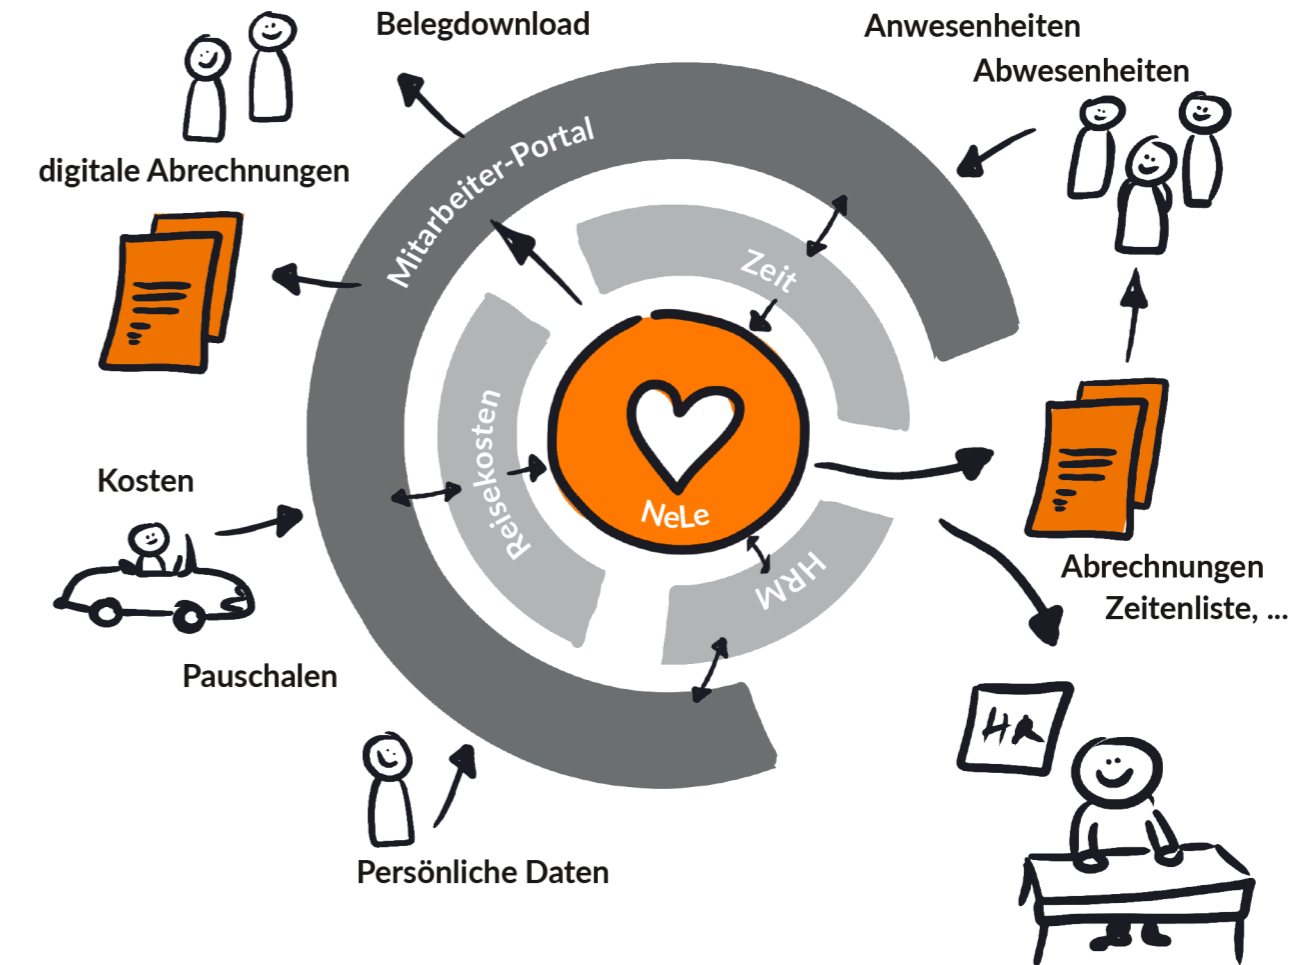 Belegdownload
Anwesenheiten
Abwesenheiten
digitale Abrechnungen
Mitarbeiter-Portal
Zeit
Reisekosten
NeLe
HRM
Kosten
Pauschalen
Persönliche Daten
Abrechnungen
Zeitenliste, ...
HR